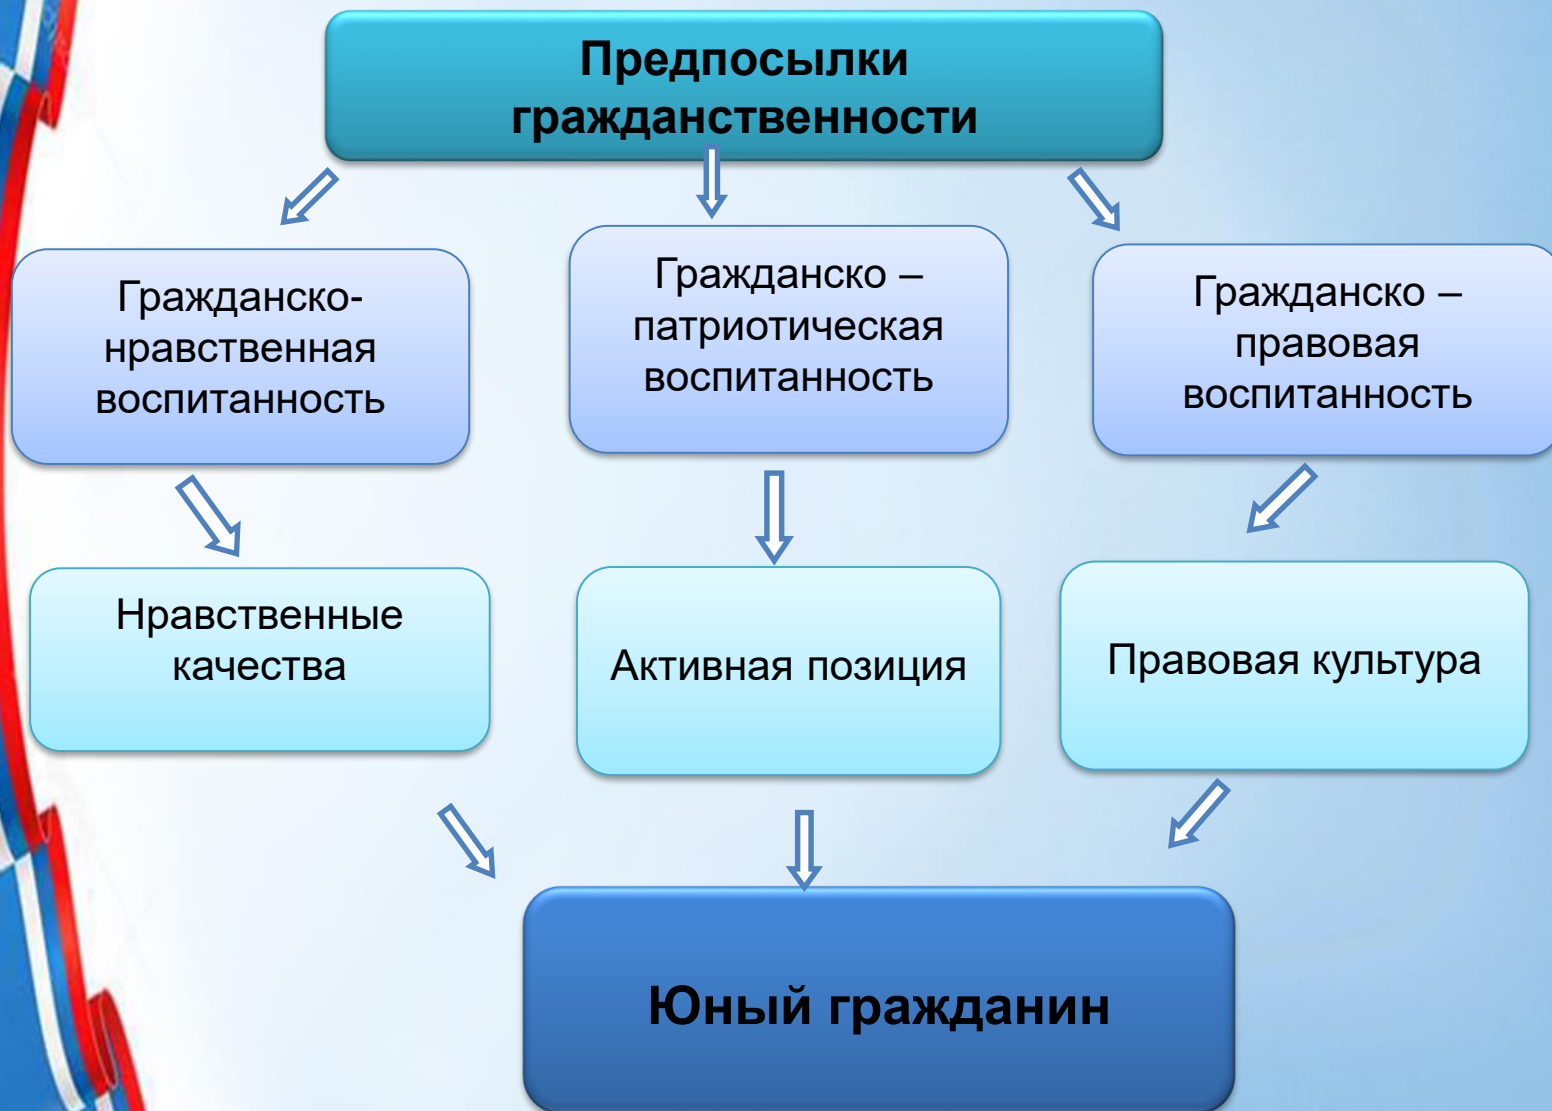 Предпосылки
гражданственности
Гражданско-
нравственная
воспитанность
Гражданско –
патриотическая
воспитанность
Гражданско –
правовая
воспитанность
Нравственные
качества
Активная позиция
Правовая культура
Юный гражданин